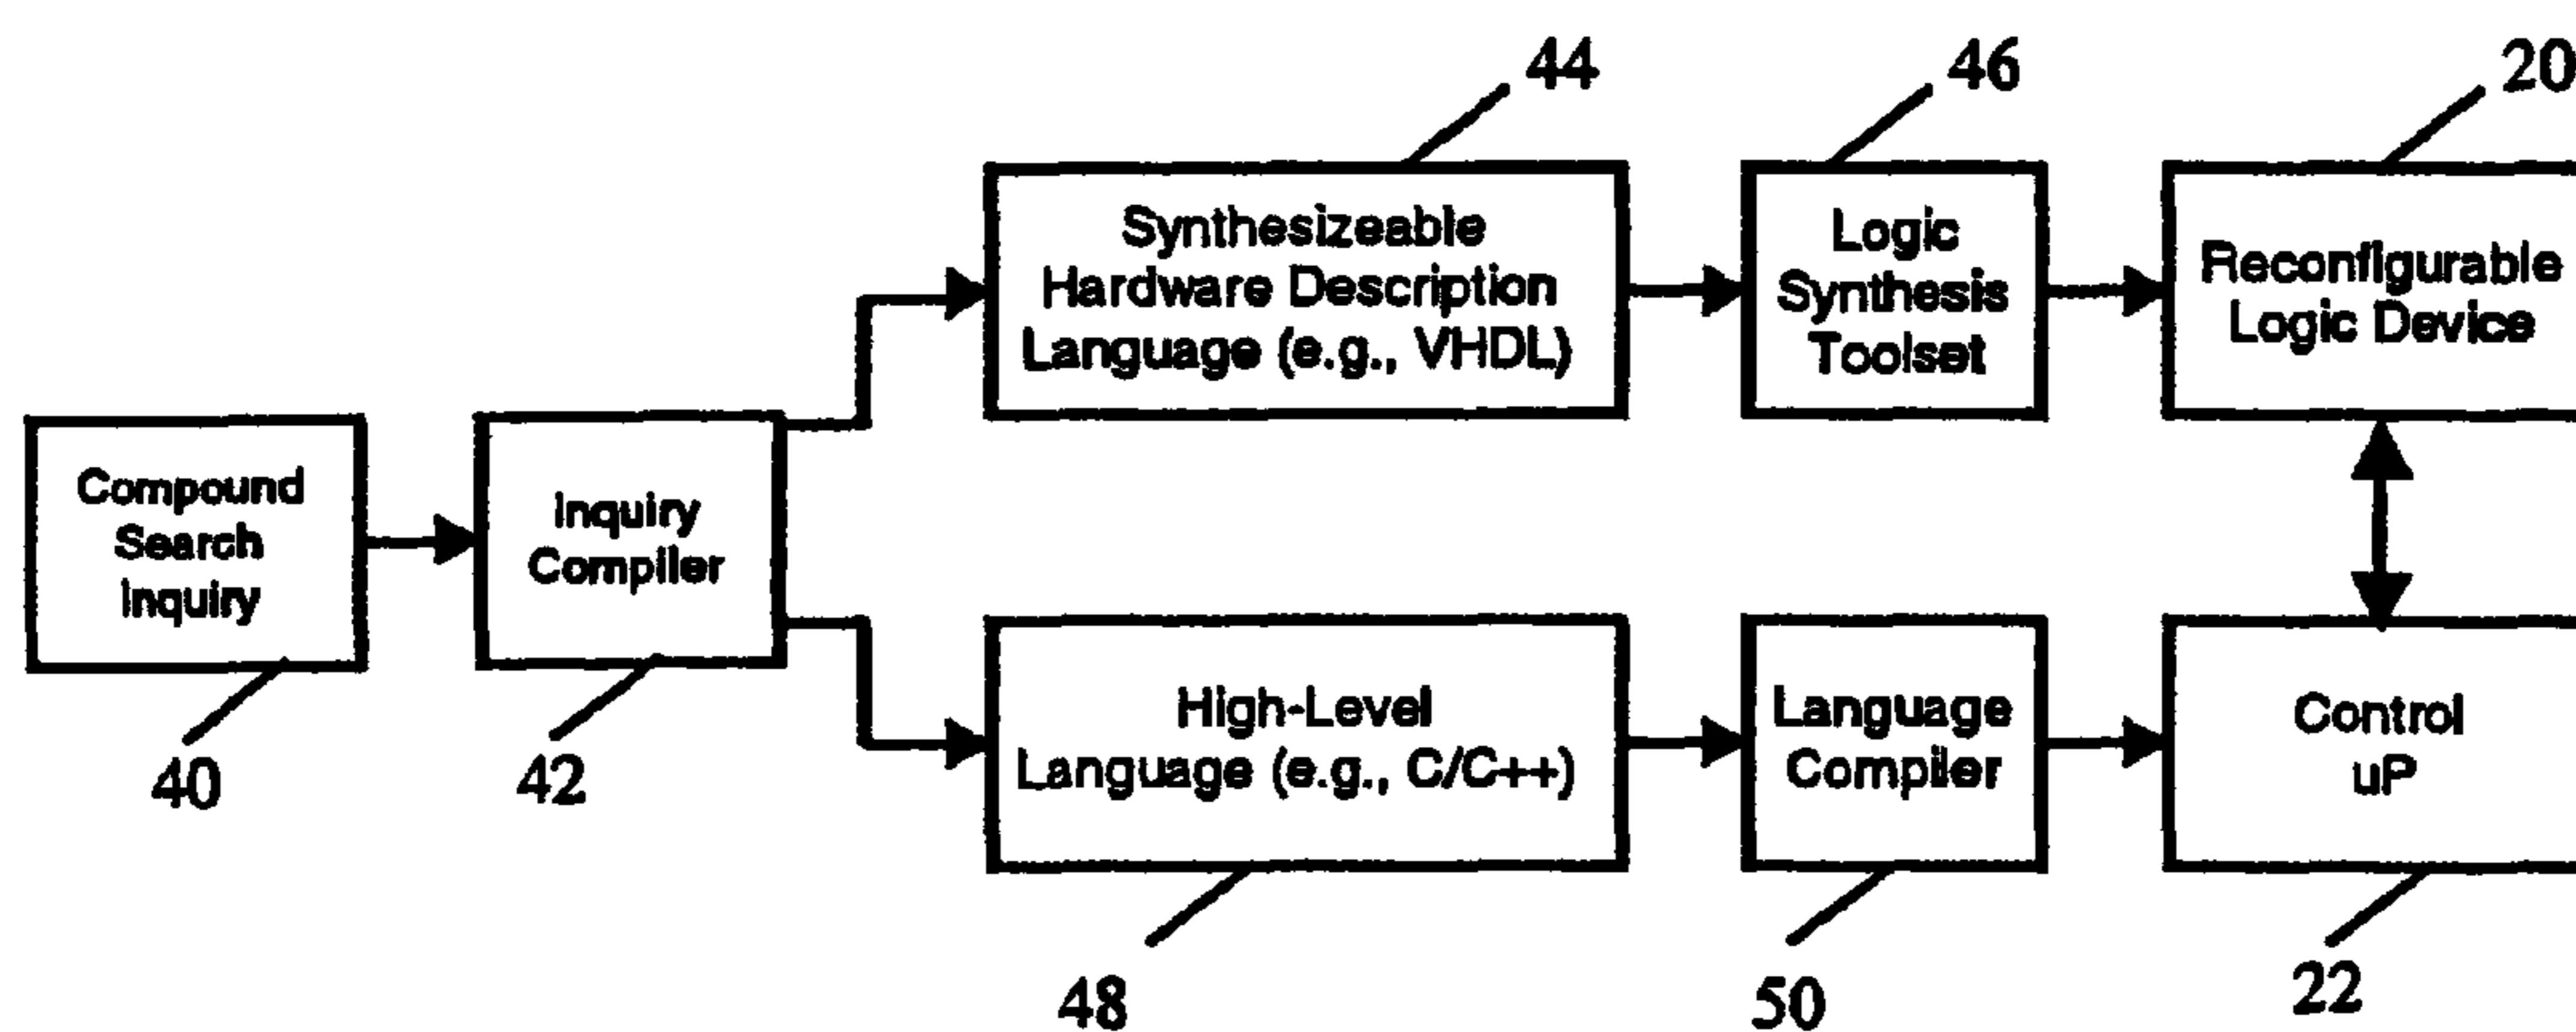 44
46
20
Synthesizeable
Hardware Description
Language (e.g., VHDL)
Logic
Synthesis
Toolset
Reconfigurable
Logic Device
Compound
Search
Inquiry
Inquiry
Compiler
High-Level
Language (e.g., C/C++)
Language
Compiler
Control
uP
40
42
48
50
22